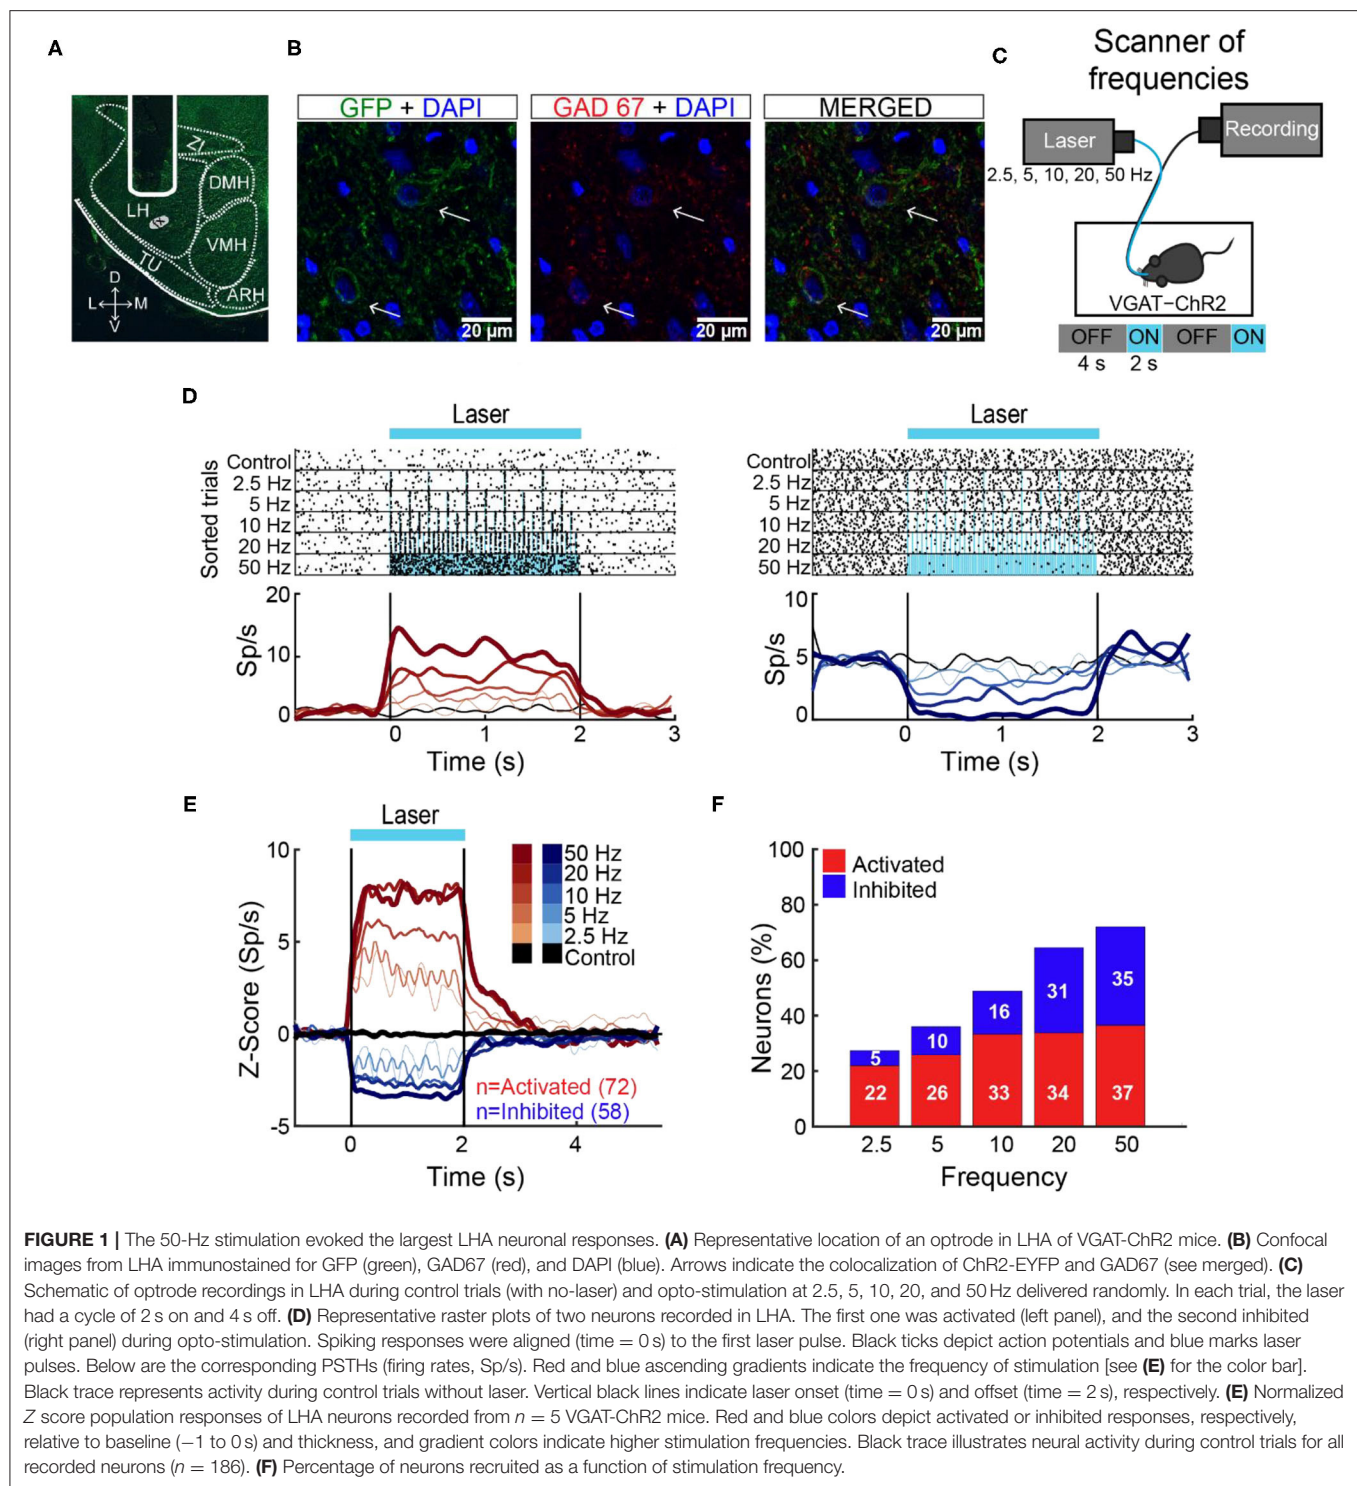 A
ZI
DMH
LH
VMH
TU
ARH
D
L M
V
B
GFP + DAPI
GAD 67 + DAPI
MERGED
20 µm
20 µm
20 µm
C
Scanner of
frequencies
Laser
Recording
2.5, 5, 10, 20, 50 Hz
VGAT−ChR2
OFF ON OFF ON
4 s 2 s
D
Laser
Sorted trials
Control
2.5 Hz
5 Hz
10 Hz
20 Hz
50 Hz
20
10
0
Sp/s
0 1 2 3
Time (s)
Laser
Control
2.5 Hz
5 Hz
10 Hz
20 Hz
50 Hz
10
5
0
Sp/s
0 1 2 3
Time (s)
E
Laser
10
5
0
-5
Z-Score (Sp/s)
50 Hz
20 Hz
10 Hz
5 Hz
2.5 Hz
Control
n=Activated (72)
n=Inhibited (58)
0 2 4
Time (s)
F
100
80
60
40
20
0
Neurons (%)
Activated
Inhibited
5 10 16 31 35
22 26 33 34 37
2.5 5 10 20 50
Frequency
FIGURE 1 | The 50-Hz stimulation evoked the largest LHA neuronal responses. (A) Representative location of an optrode in LHA of VGAT-ChR2 mice. (B) Confocal
images from LHA immunostained for GFP (green), GAD67 (red), and DAPI (blue). Arrows indicate the colocalization of ChR2-EYFP and GAD67 (see merged). (C)
Schematic of optrode recordings in LHA during control trials (with no-laser) and opto-stimulation at 2.5, 5, 10, 20, and 50 Hz delivered randomly. In each trial, the laser
had a cycle of 2 s on and 4 s off. (D) Representative raster plots of two neurons recorded in LHA. The first one was activated (left panel), and the second inhibited
(right panel) during opto-stimulation. Spiking responses were aligned (time = 0 s) to the first laser pulse. Black ticks depict action potentials and blue marks laser
pulses. Below are the corresponding PSTHs (firing rates, Sp/s). Red and blue ascending gradients indicate the frequency of stimulation [see (E) for the color bar].
Black trace represents activity during control trials without laser. Vertical black lines indicate laser onset (time = 0 s) and offset (time = 2 s), respectively. (E) Normalized
Z score population responses of LHA neurons recorded from n = 5 VGAT-ChR2 mice. Red and blue colors depict activated or inhibited responses, respectively,
relative to baseline (−1 to 0 s) and thickness, and gradient colors indicate higher stimulation frequencies. Black trace illustrates neural activity during control trials for all
recorded neurons (n = 186). (F) Percentage of neurons recruited as a function of stimulation frequency.